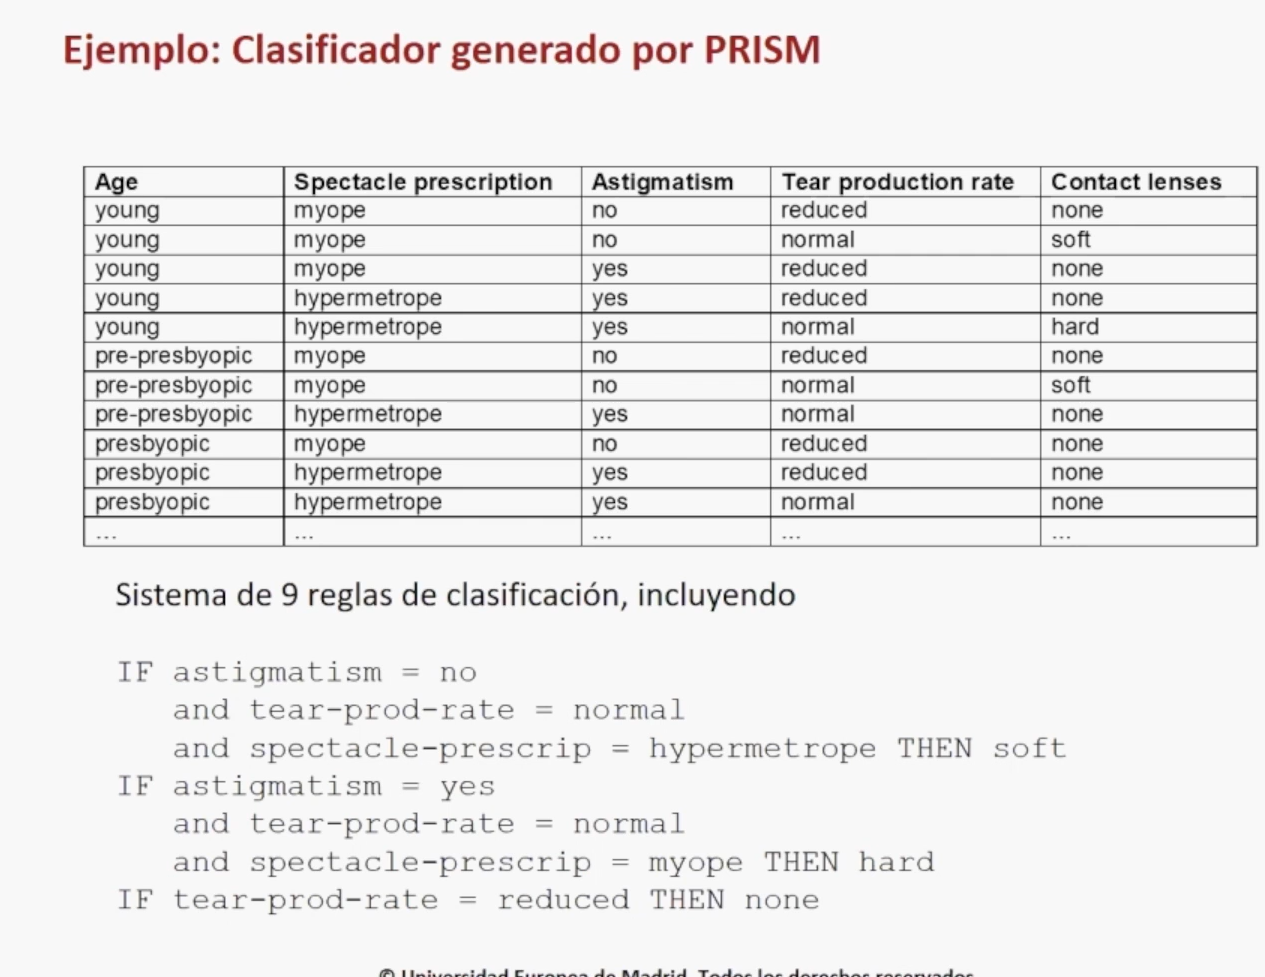 Ejemplo: Clasificador generado por PRISM
Age Spectacle prescription Astigmatism Tear production rate Contact lenses
young myope no reduced none
young myope no normal soft
young myope yes reduced none
young hypermetrope yes reduced none
young hypermetrope yes normal hard
pre-presbyopic myope no reduced none
pre-presbyopic myope no normal soft
pre-presbyopic hypermetrope yes normal none
presbyopic myope no reduced none
presbyopic hypermetrope yes reduced none
presbyopic hypermetrope yes normal none
... ... ... ... ...
Sistema de 9 reglas de clasificación, incluyendo
IF astigmatism = no
and tear-prod-rate = normal
and spectacle-prescrip = hypermetrope THEN soft
IF astigmatism = yes
and tear-prod-rate = normal
and spectacle-prescrip = myope THEN hard
IF tear-prod-rate = reduced THEN none
© Universidad Europea de Madrid. Todos los derechos reservados